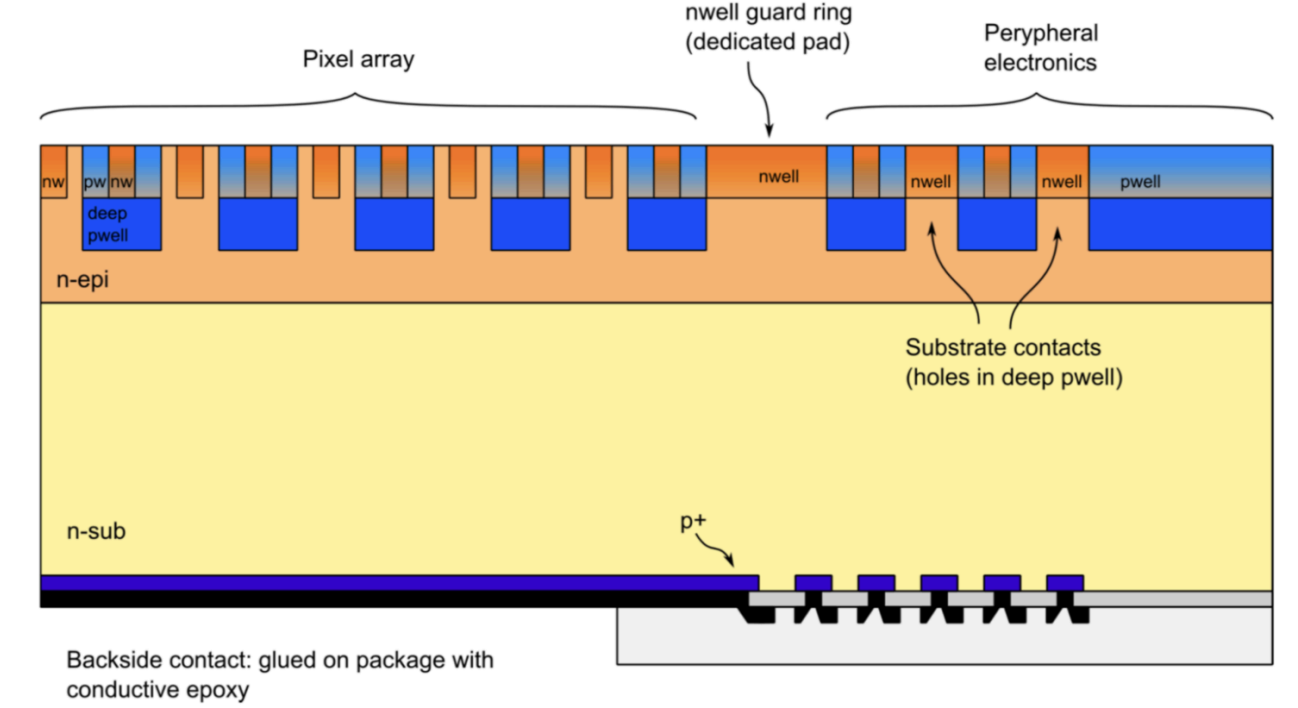 nwell guard ring
(dedicated pad)
Perypheral
electronics
Pixel array
nw
pw
nw
nwell
nwell
nwell
pwell
deep
pwell
n-epi
Substrate contacts
(holes in deep pwell)
p+
n-sub
Backside contact: glued on package with
conductive epoxy